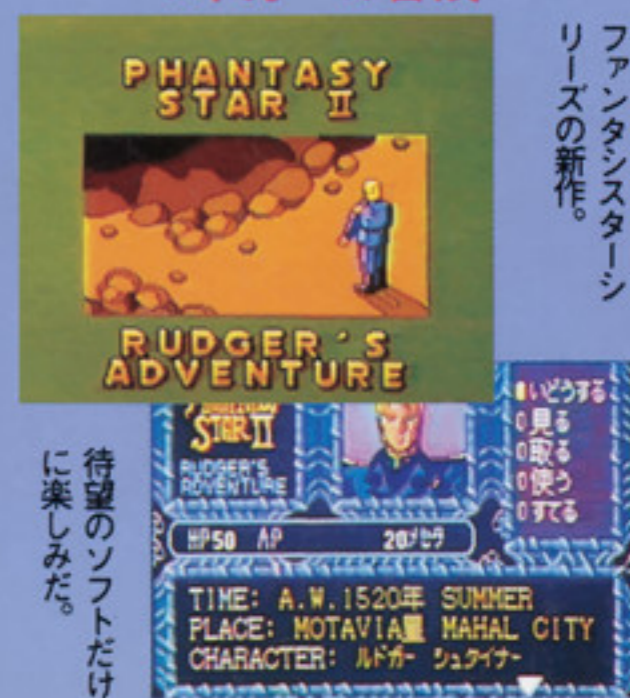 PHANTASY
STAR II
RUDGER'S
ADVENTURE
ファンタシスターシ
リーズの新作。
STAR II
RUDGER'S
ADVENTURE
いどうする
見る
取る
使う
すてる
HP50 AP 20メセタ
TIME: A.W.1520年 SUMMER
PLACE: MOTAVIA星 MAHAL CITY
CHARACTER: ルドガー シュタイナー
待望のソフトだけ
に楽しみだ。